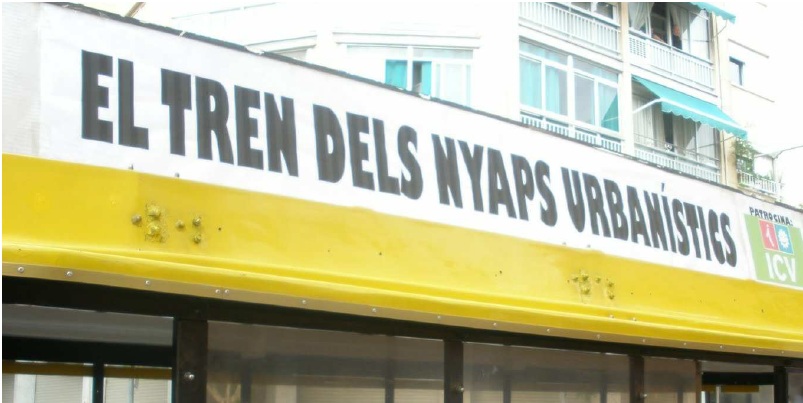 EL TREN DELS NYAPS URBANÍSTICS
PATROCINA:
ICV